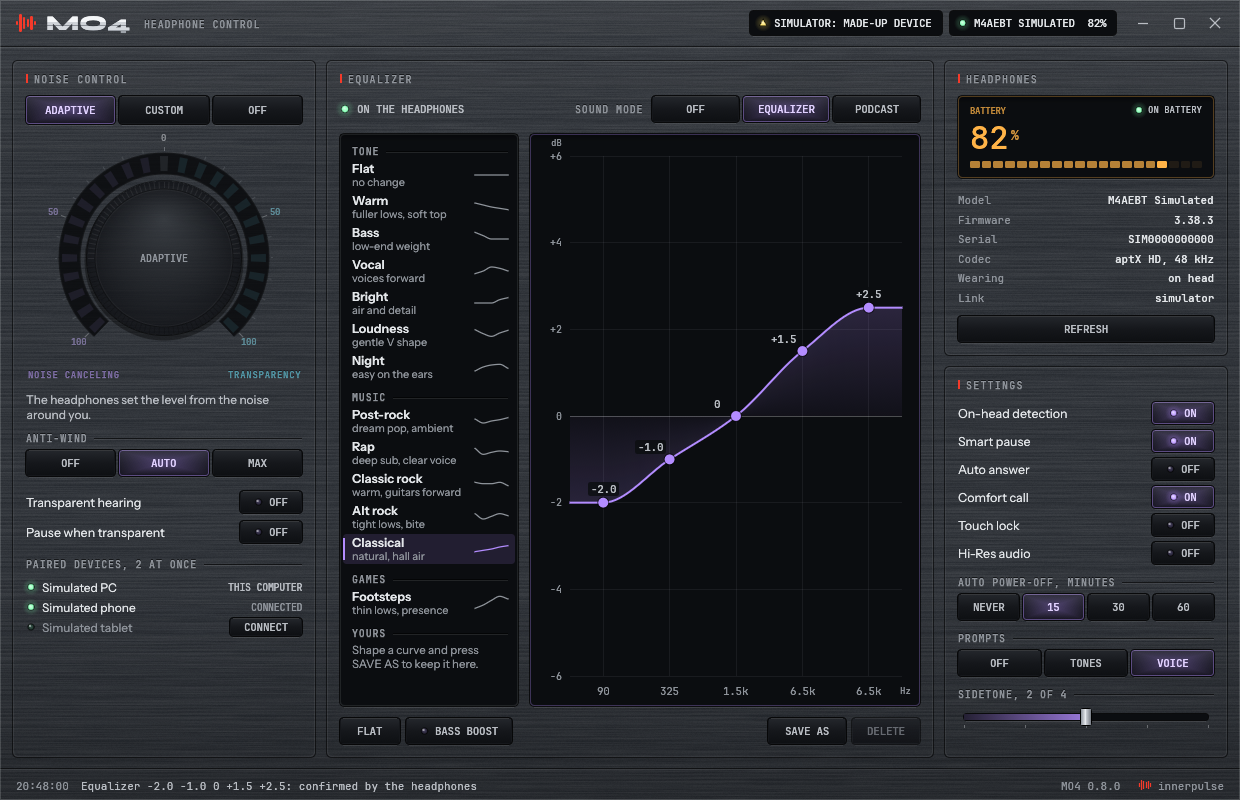 MO4 HEADPHONE CONTROL
SIMULATOR: MADE-UP DEVICE
M4AEBT SIMULATED 82%
NOISE CONTROL
ADAPTIVE CUSTOM OFF
0
50 50
ADAPTIVE
100 100
NOISE CANCELING TRANSPARENCY
The headphones set the level from the noise
around you.
ANTI-WIND
OFF AUTO MAX
Transparent hearing OFF
Pause when transparent OFF
PAIRED DEVICES, 2 AT ONCE
Simulated PC THIS COMPUTER
Simulated phone CONNECTED
Simulated tablet CONNECT
EQUALIZER
ON THE HEADPHONES
SOUND MODE OFF EQUALIZER PODCAST
TONE
Flat
no change
Warm
fuller lows, soft top
Bass
low-end weight
Vocal
voices forward
Bright
air and detail
Loudness
gentle V shape
Night
easy on the ears
MUSIC
Post-rock
dream pop, ambient
Rap
deep sub, clear voice
Classic rock
warm, guitars forward
Alt rock
tight lows, bite
Classical
natural, hall air
GAMES
Footsteps
thin lows, presence
YOURS
Shape a curve and press
SAVE AS to keep it here.
dB
+6
+4
+2
0
-2
-4
-6
-2.0
-1.0
0
+1.5
+2.5
90 325 1.5k 6.5k 6.5k Hz
FLAT BASS BOOST SAVE AS DELETE
HEADPHONES
BATTERY ON BATTERY
82%
Model M4AEBT Simulated
Firmware 3.38.3
Serial SIM0000000000
Codec aptX HD, 48 kHz
Wearing on head
Link simulator
REFRESH
SETTINGS
On-head detection ON
Smart pause ON
Auto answer OFF
Comfort call ON
Touch lock OFF
Hi-Res audio OFF
AUTO POWER-OFF, MINUTES
NEVER 15 30 60
PROMPTS
OFF TONES VOICE
SIDETONE, 2 OF 4
20:48:00 Equalizer -2.0 -1.0 0 +1.5 +2.5: confirmed by the headphones
MO4 0.8.0 innerpulse